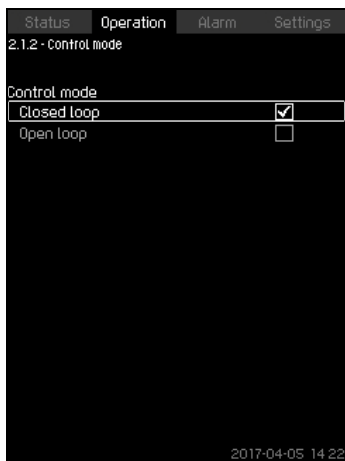 Status Operation Alarm Settings
2.1.2 - Control mode
Control mode
Closed loop
Open loop
2017-04-05 14:22